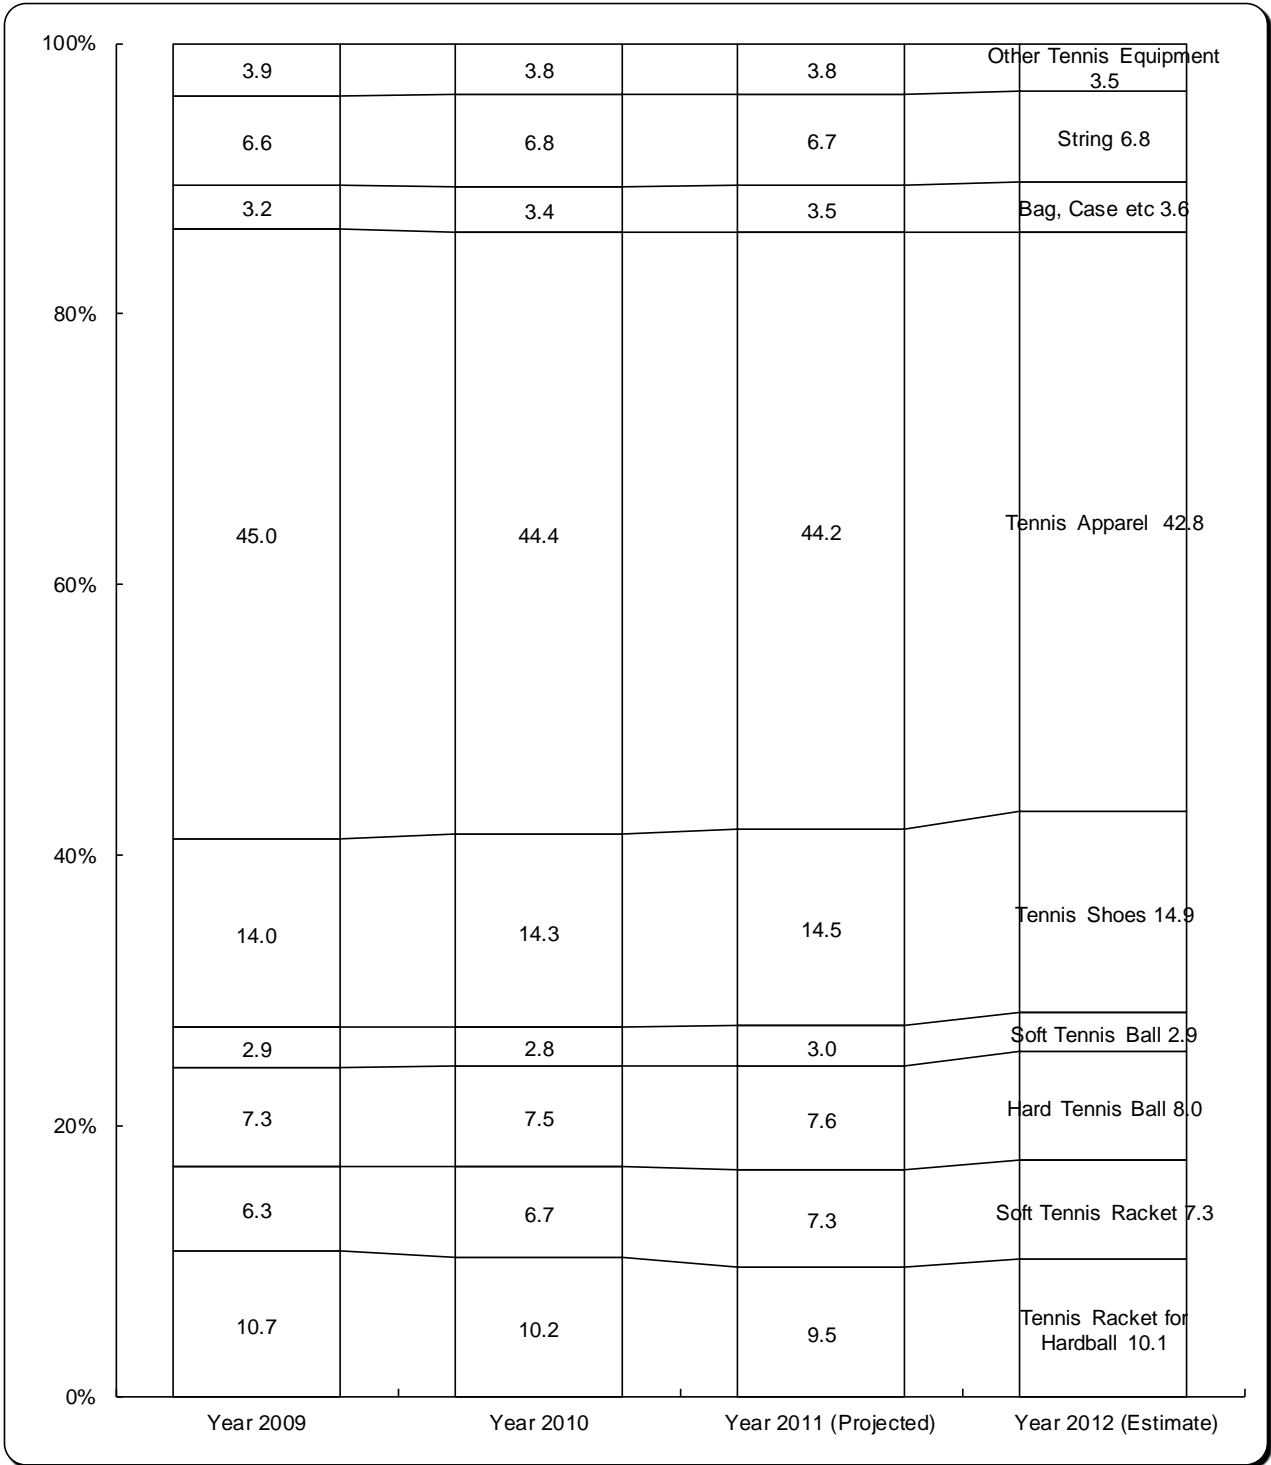 100%
3.9
3.8
3.8
Other Tennis Equipment
3.5
6.6
6.8
6.7
String 6.8
3.2
3.4
3.5
Bag, Case etc 3.6
80%
45.0
44.4
44.2
Tennis Apparel 42.8
60%
40%
14.0
14.3
14.5
Tennis Shoes 14.9
2.9
2.8
3.0
Soft Tennis Ball 2.9
20%
7.3
7.5
7.6
Hard Tennis Ball 8.0
6.3
6.7
7.3
Soft Tennis Racket 7.3
10.7
10.2
9.5
Tennis Racket for
Hardball 10.1
0%
Year 2009
Year 2010
Year 2011 (Projected)
Year 2012 (Estimate)